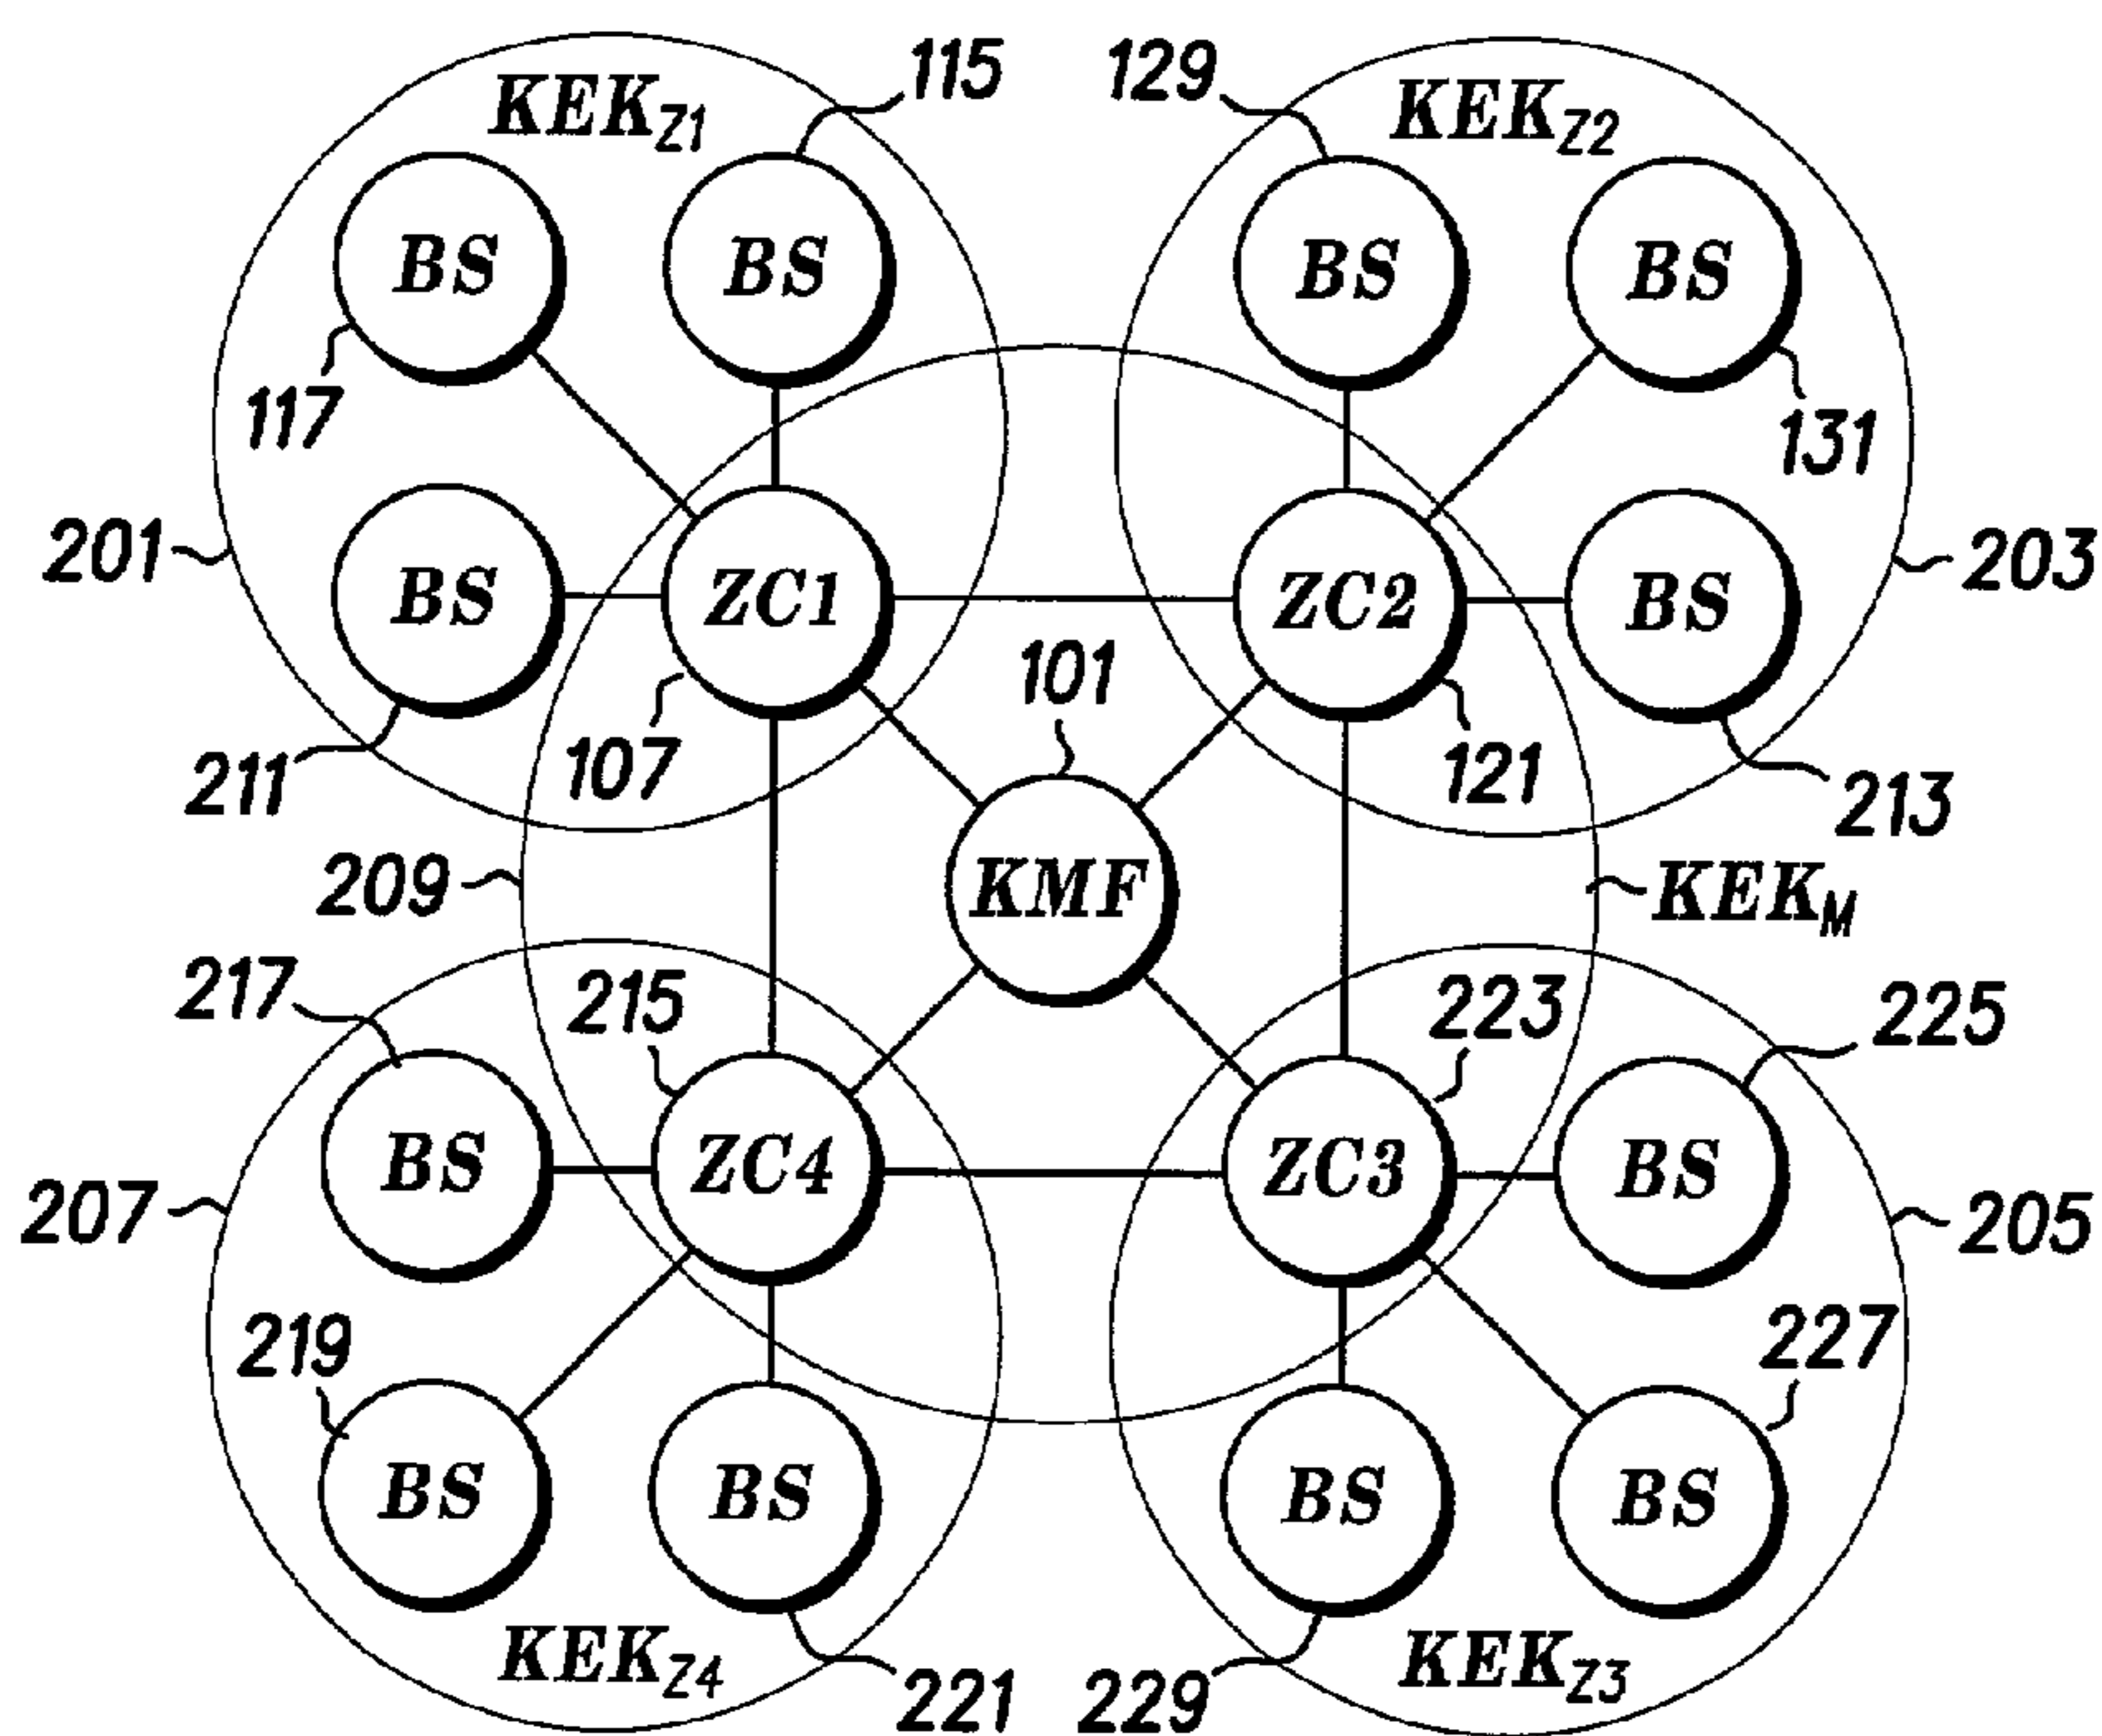 115
129
KEKZ1
KEKZ2
BS
BS
BS
BS
117
131
201
203
BS
ZC1
ZC2
BS
101
211
107
121
213
209
KMF
KEKM
217
215
223
225
BS
ZC4
ZC3
BS
207
205
219
227
BS
BS
BS
BS
KEKZ4
KEKZ3
221
229